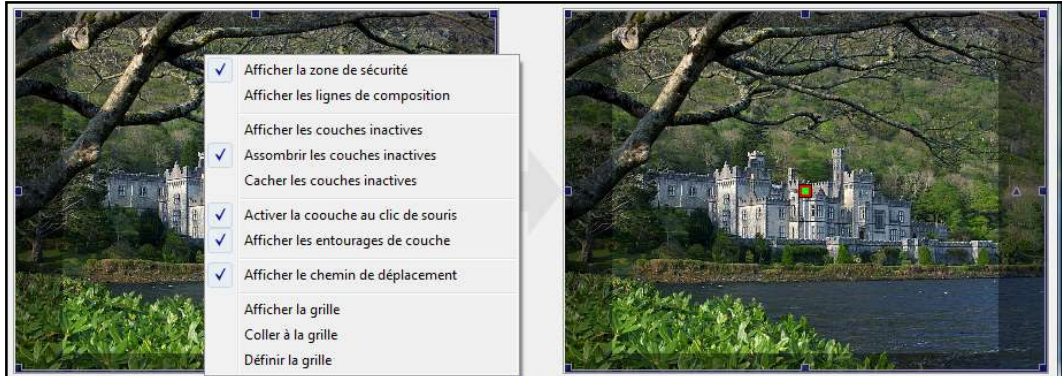 Afficher la zone de sécurité
Afficher les lignes de composition
Afficher les couches inactives
Assombrir les couches inactives
Cacher les couches inactives
Activer la coouche au clic de souris
Afficher les entourages de couche
Afficher le chemin de déplacement
Afficher la grille
Coller à la grille
Définir la grille